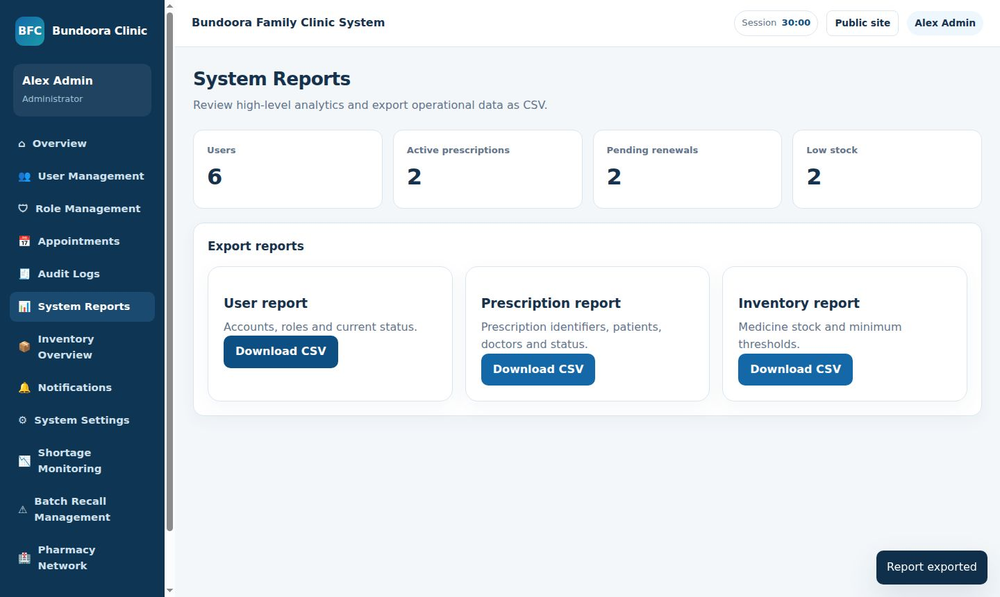 BFC Bundoora Clinic
Alex Admin
Administrator
Overview
User Management
Role Management
Appointments
Audit Logs
System Reports
Inventory
Overview
Notifications
System Settings
Shortage
Monitoring
Batch Recall
Management
Pharmacy
Network
Bundoora Family Clinic System
Session 30:00
Public site
Alex Admin
System Reports
Review high-level analytics and export operational data as CSV.
Users
6
Active prescriptions
2
Pending renewals
2
Low stock
2
Export reports
User report
Accounts, roles and current status.
Download CSV
Prescription report
Prescription identifiers, patients,
doctors and status.
Download CSV
Inventory report
Medicine stock and minimum
thresholds.
Download CSV
Report exported